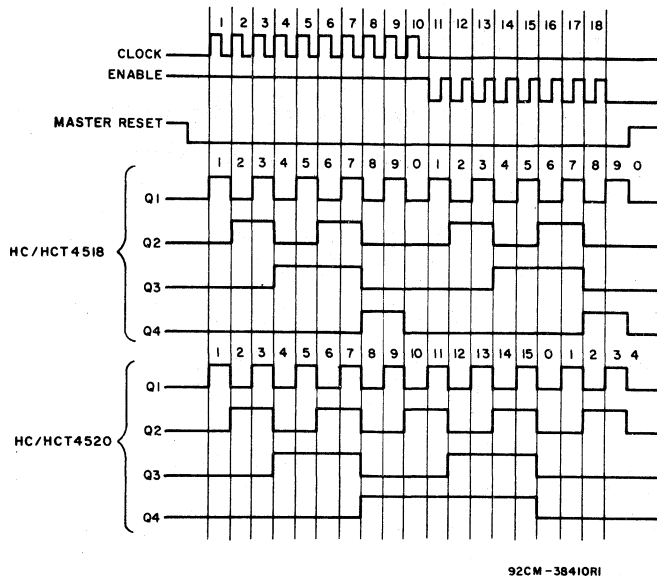 1 2 3 4 5 6 7 8 9 10 11 12 13 14 15 16 17 18
CLOCK
ENABLE
MASTER RESET
1 2 3 4 5 6 7 8 9 0 1 2 3 4 5 6 7 8 9 0
Q1
Q2
HC/HCT4518
Q3
Q4
1 2 3 4 5 6 7 8 9 10 11 12 13 14 15 0 1 2 3 4
Q1
Q2
HC/HCT4520
Q3
Q4
92CM-38410R1